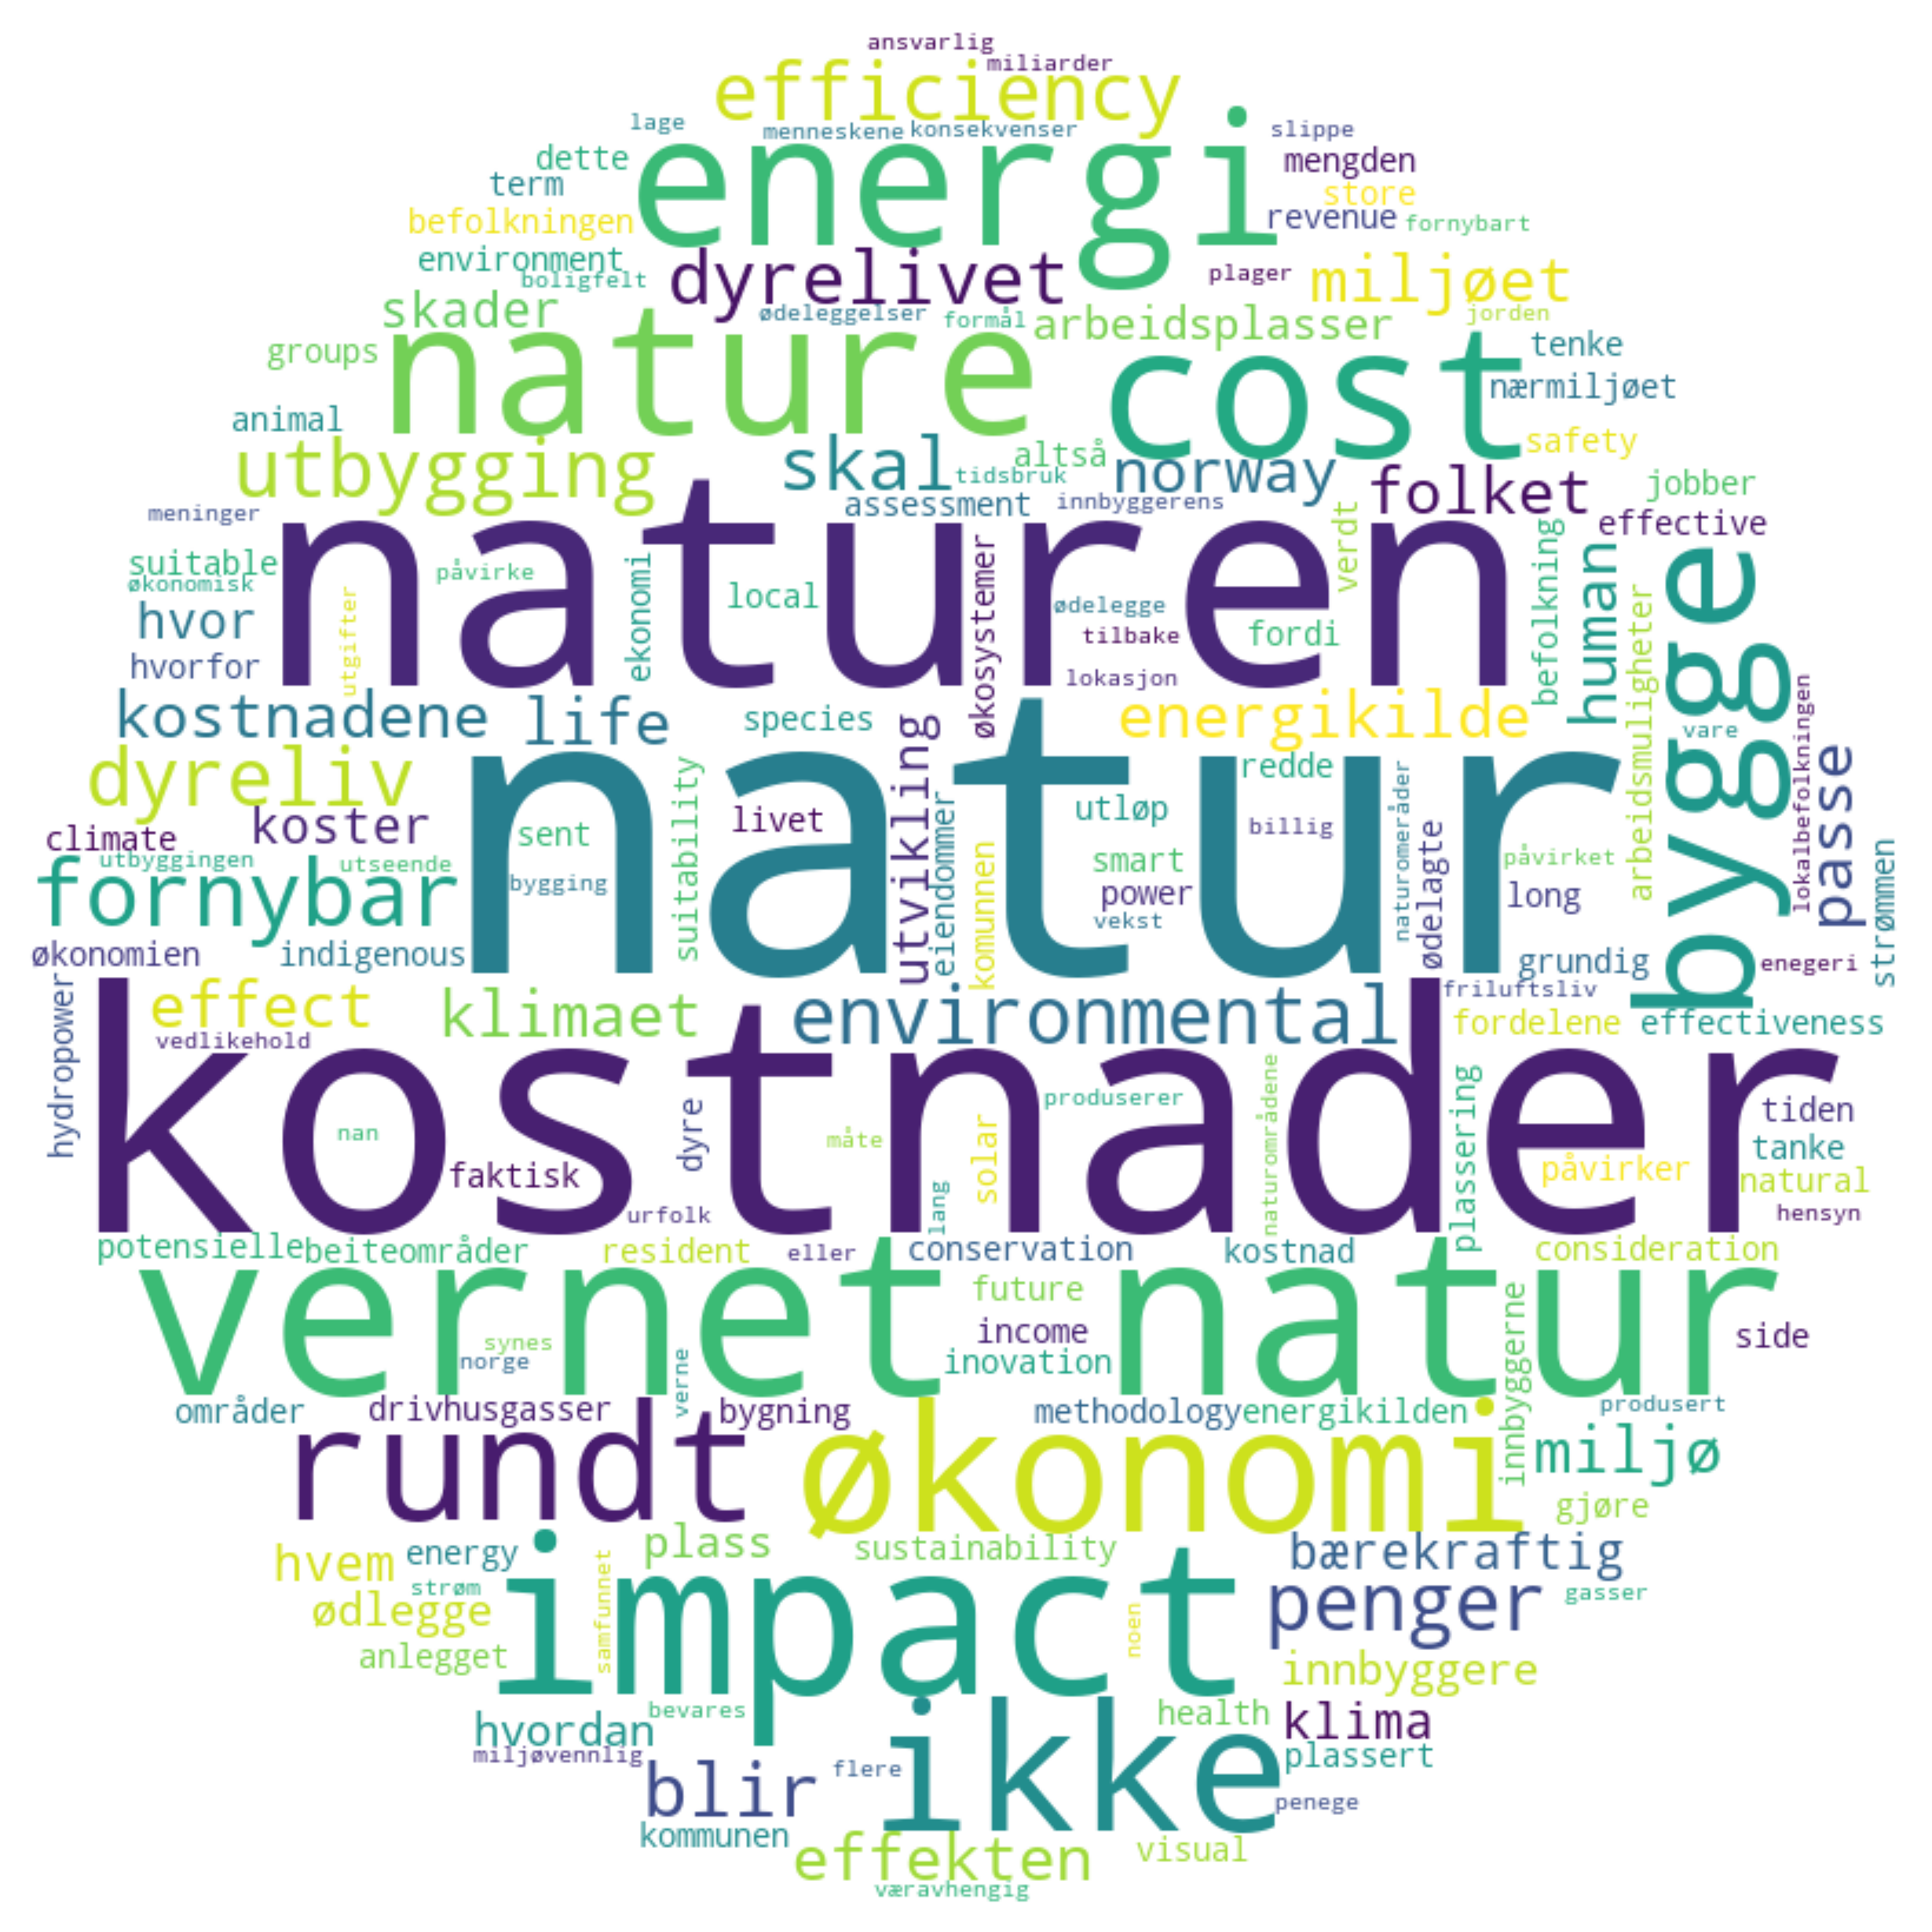 ansvarlig
miliarder
efficiency
lage
menneskene konsekvenser
slippe
dette
energi
mengden
term
store
befolkningen
revenue fornybart
environment
boligfelt
dyrelivet
plager
miljøet
skader
ødeleggelser
formål
arbeidsplasser
jorden
groups
nature
cost
tenke
nærmiljøet
animal
utbygging
skal
altså
tidsbruk
norway
safety
folket
jobber
meninger
assessment
innbyggerens
verdt
effective
suitable
økonomisk
påvirke
naturen
ekonomi
local
økosystemer
ødelegge
tilbake
fordi
befolkning
human
bygge
hvor
hvorfor
utgifter
lokasjon
arbeidsmuligheter
kostnadene
life
species
utvikling
energikilde
vare
lokalbefolkningen
dyreliv
natur
redde
passe
koster
climate
sent
suitability
livet
eiendommer
utløp
billig
naturomeråder
ødelagte
påvirket
strømmen
utbyggingen
utseende
fornybar
bygging
komunnen
smart
power
vekst
long
økonomien
indigenous
grundig
enegeri
effect
klimaet
environmental
friluftsliv
fordelene
effectiveness
hydropower
vedlikehold
kostnader
nan
faktisk
dyre
urfolk
produserer
måte
solar
lang
naturområdene
plassering
tiden
tanke
påvirker
natural
hensyn
potensielle
beiteområder
resident
eller
conservation
kostnad
consideration
vernet natur
future
synes
norge
verne
income
inovation
innbyggerne
side
områder
drivhusgasser
bygning
methodology
energikilden
produsert
rundt
økonomi
miljø
gjøre
hvem
energy
strøm
plass
sustainability
bærekraftig
ødlegge
samfunnet
impact
noen
penger
gasser
anlegget
innbyggere
bevares
hvordan
health
klima
miljøvennlig
ikke
plassert
blir
flere
penege
kommunen
effekten
visual
væravhengig